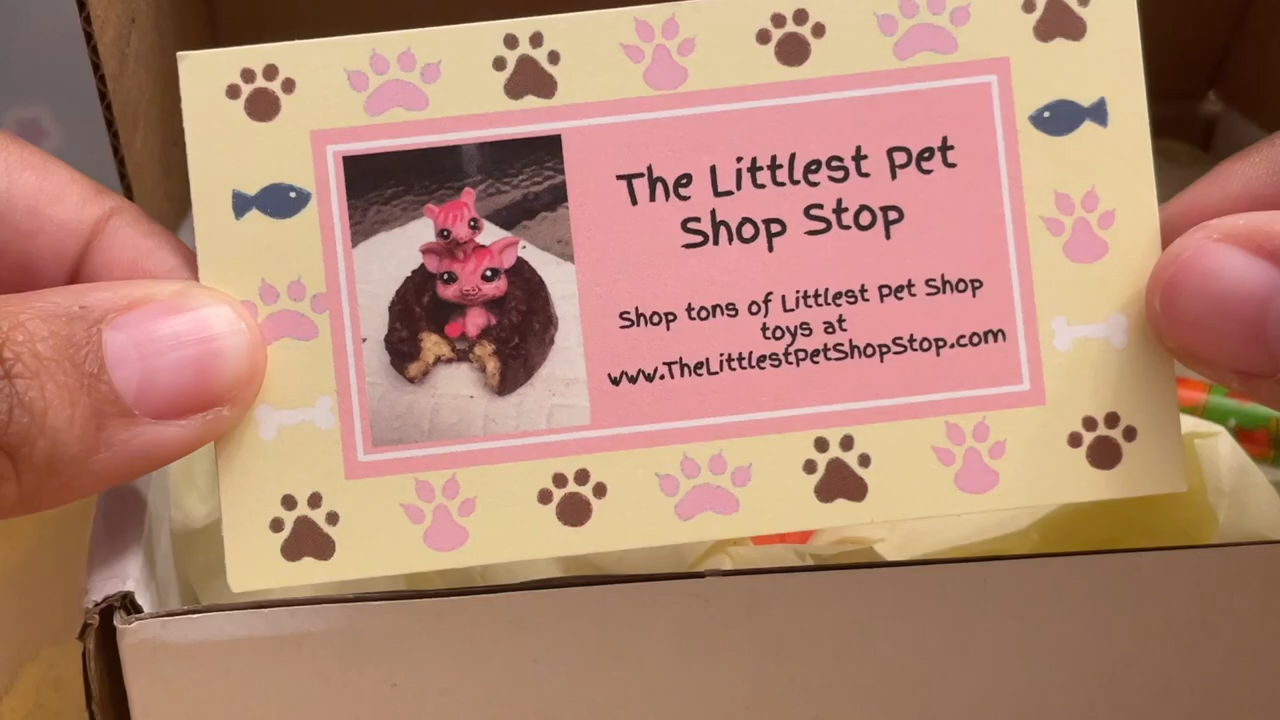 The Littlest Pet
Shop Stop
Shop tons of Littlest Pet Shop
toys at
www.TheLittlestPetShopStop.com